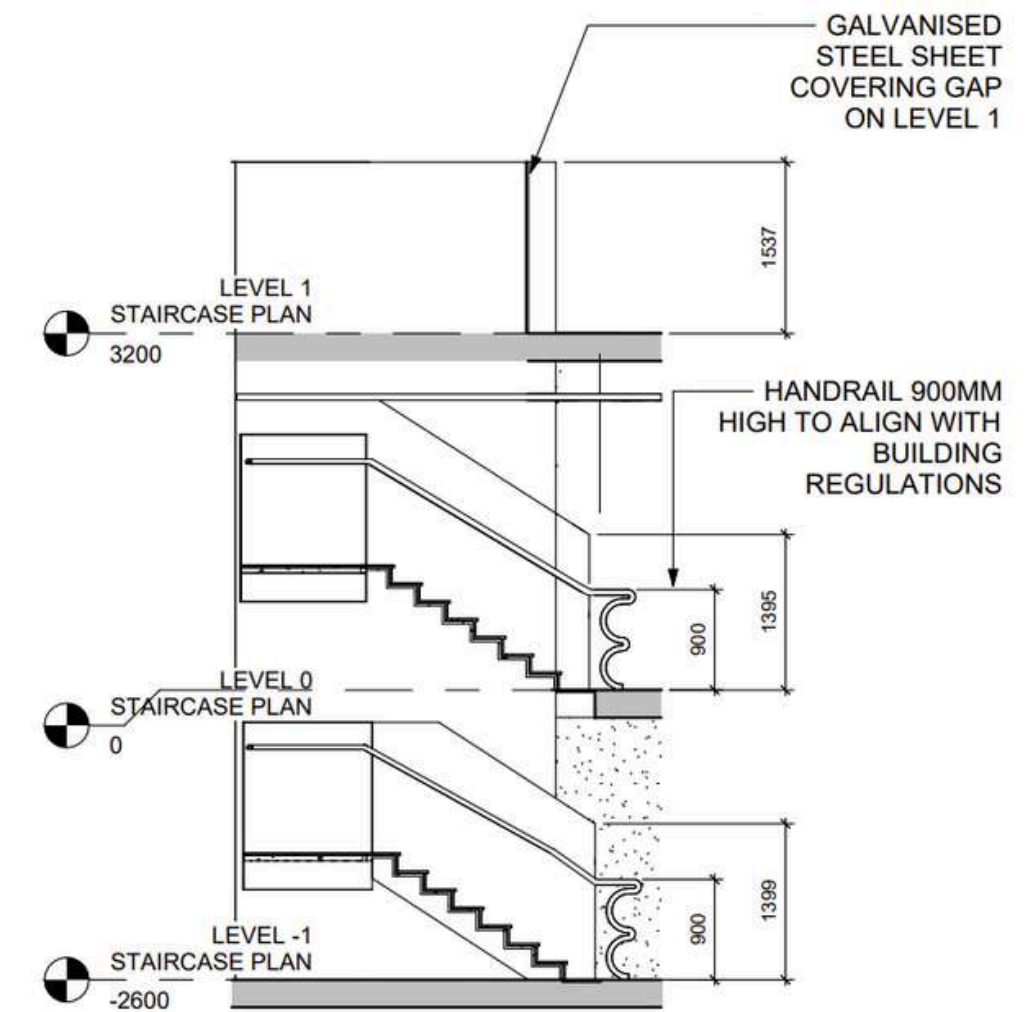 GALVANISED
STEEL SHEET
COVERING GAP
ON LEVEL 1
1537
LEVEL 1
STAIRCASE PLAN
3200
HANDRAIL 900MM
HIGH TO ALIGN WITH
BUILDING
REGULATIONS
1395
900
LEVEL 0
STAIRCASE PLAN
0
1399
900
LEVEL -1
STAIRCASE PLAN
-2600